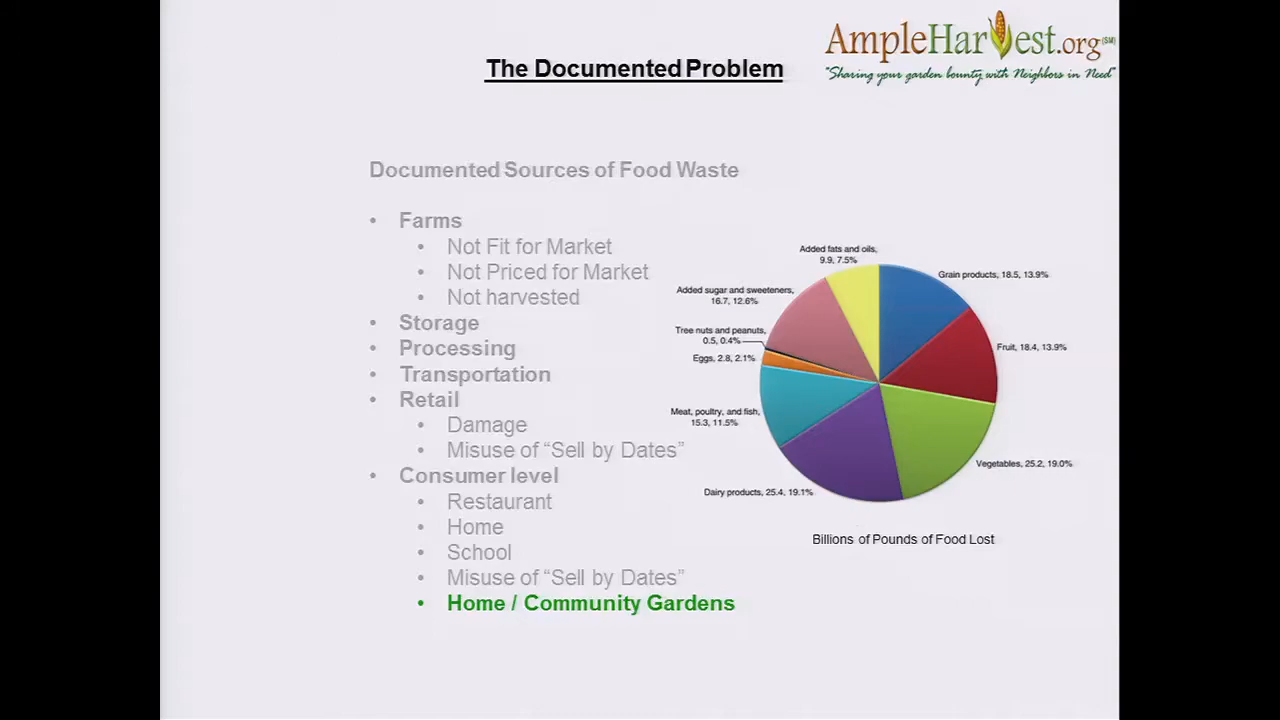 AmpleHarvest.org(SM)
"Sharing your garden bounty with Neighbors in Need"
The Documented Problem
Documented Sources of Food Waste
• Farms
• Not Fit for Market
• Not Priced for Market
• Not harvested
• Storage
• Processing
• Transportation
• Retail
• Damage
• Misuse of “Sell by Dates”
• Consumer level
• Restaurant
• Home
• School
• Misuse of “Sell by Dates”
• Home / Community Gardens
Added fats and oils,
9.9, 7.5%
Grain products, 18.5, 13.9%
Added sugar and sweeteners,
16.7, 12.6%
Tree nuts and peanuts,
0.5, 0.4%
Fruit, 18.4, 13.9%
Eggs, 2.8, 2.1%
Meat, poultry, and fish,
15.3, 11.5%
Vegetables, 25.2, 19.0%
Dairy products, 25.4, 19.1%
Billions of Pounds of Food Lost